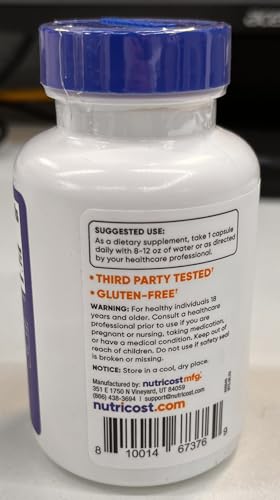 SUGGESTED USE:
As a dietary supplement, take 1 capsule
daily with 8-12 oz of water or as directed
by your healthcare professional.
• THIRD PARTY TESTED†
• GLUTEN-FREE†
WARNING: For healthy individuals 18
years and older. Consult a healthcare
professional prior to use if you are
pregnant or nursing, taking medication,
or have a medical condition. Keep out of
reach of children. Do not use if safety seal
is broken or missing.
NOTICE: Store in a cool, dry place.
Manufactured by: nutricost mfg.
351 E 1750 N Vineyard, UT 84059
(866) 438-3694 | support@nutricost.com
nutricost.com
8 10014 67376 9